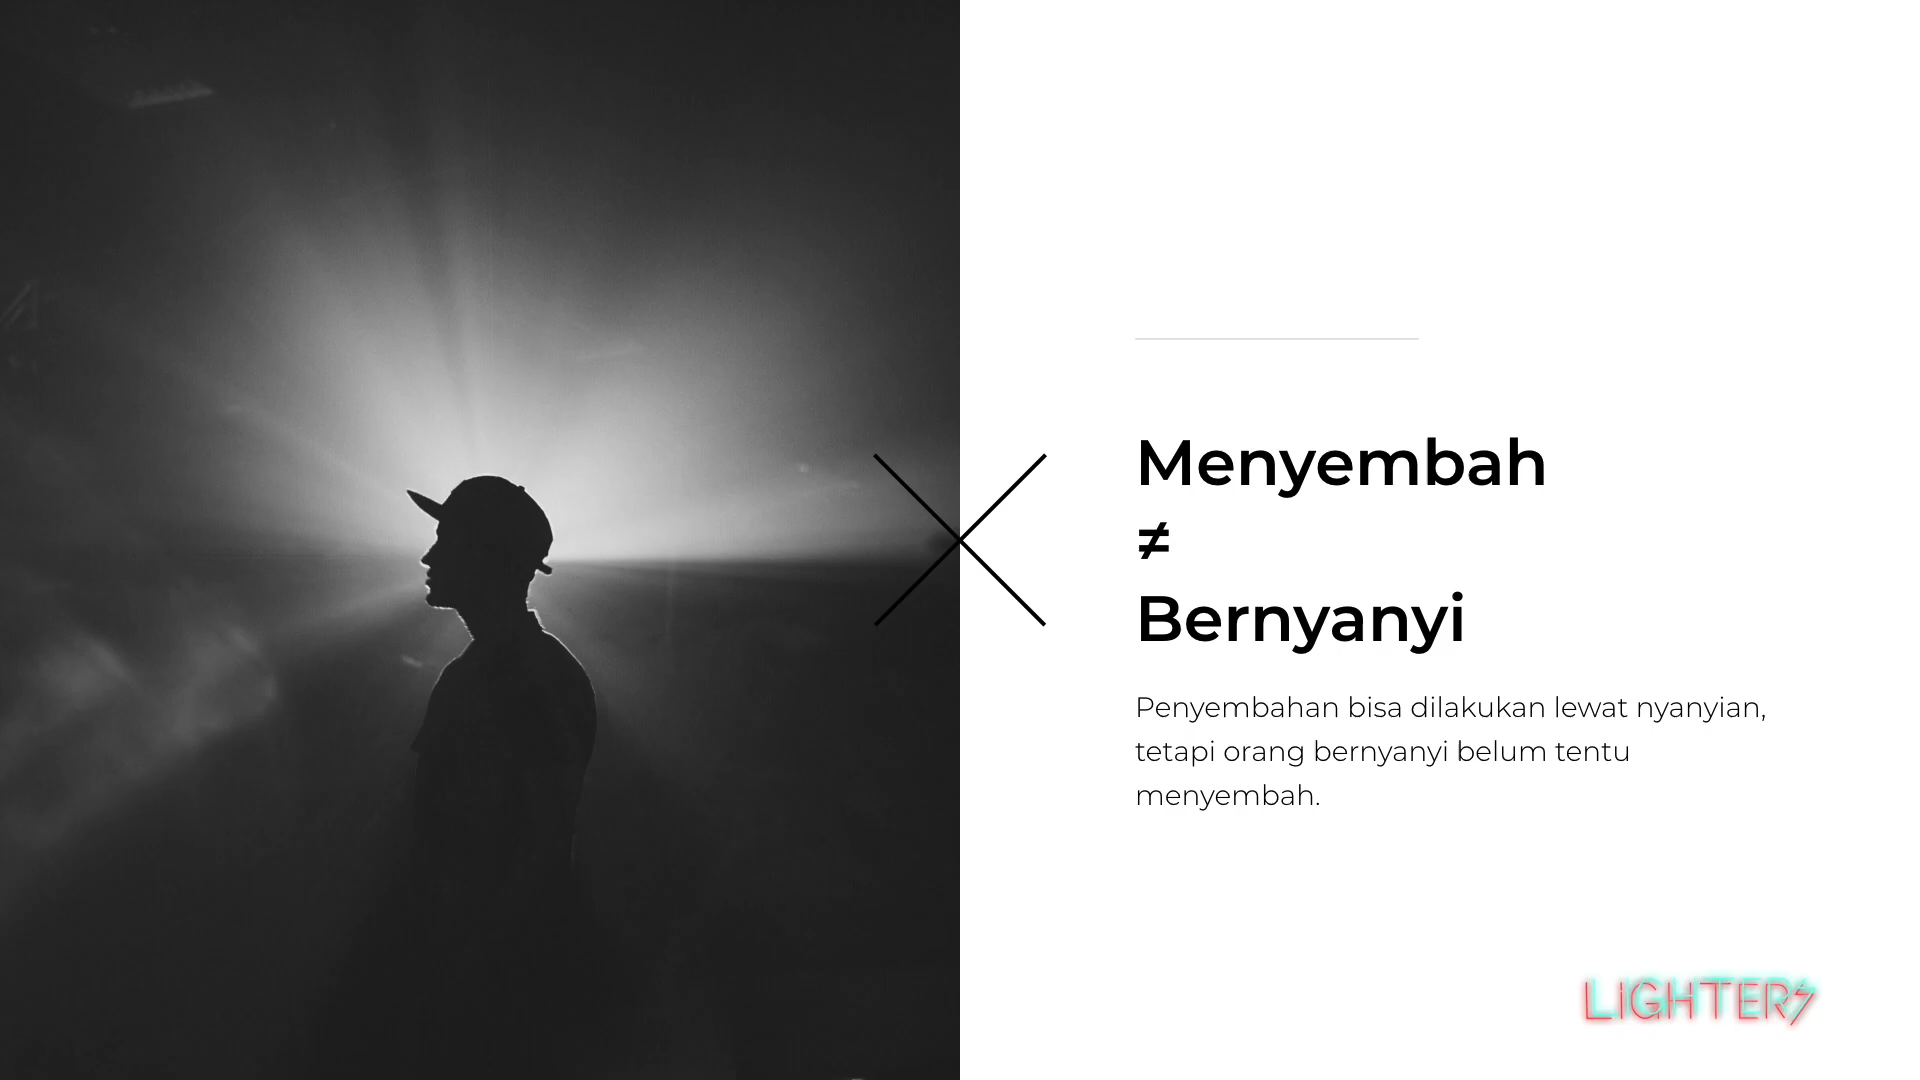 Menyembah
≠
Bernyanyi
Penyembahan bisa dilakukan lewat nyanyian,
tetapi orang bernyanyi belum tentu
menyembah.
LIGHTERS